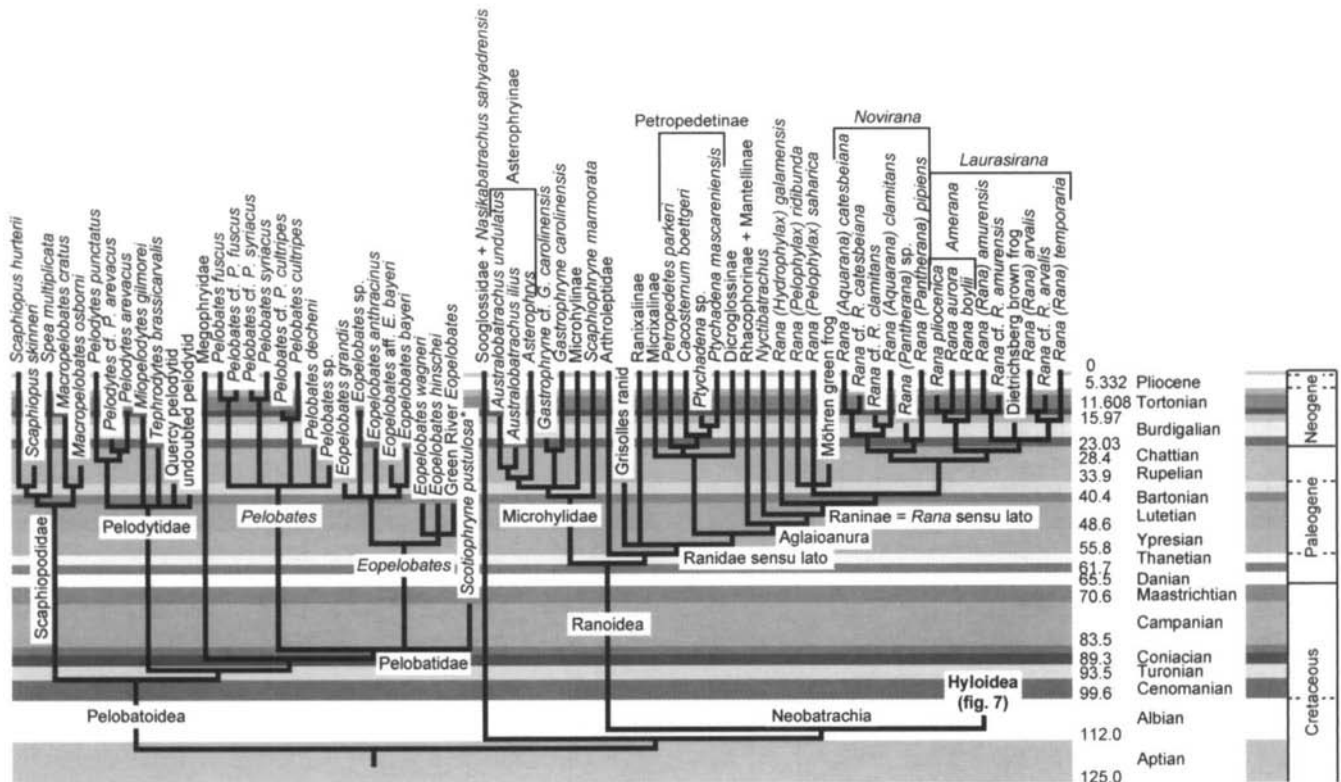 Scaphiopus hurterii
Scaphiopus skinneri
Spea multiplicata
Macropelobates cratus
Macropelobates osborni
Pelodytes punctatus
Pelodytes cf. P. arevacus
Pelodytes arevacus
Miopelodytes gilmorei
Tephrodytes brassicarvalis
Quercy pelodytid
undoubted pelodytid
Megophryidae
Pelobates fuscus
Pelobates cf. P. fuscus
Pelobates cf. P. syriacus
Pelobates syriacus
Pelobates cf. P. cultripes
Pelobates cultripes
Pelobates decheni
Pelobates sp.
Eopelobates grandis
Eopelobates sp.
Eopelobates anthracinus
Eopelobates aff. E. bayeri
Eopelobates bayeri
Eopelobates wagneri
Eopelobates hinschei
Green River Eopelobates
Scotiophryne pustulosa*
Sooglossidae + Nasikabatrachus sahyadrensis
Australobatrachus undulatus
Australobatrachus ilius
Asterophrys
Asterophryinae
Gastrophryne cf. G. carolinensis
Gastrophryne carolinensis
Microhylinae
Scaphiophryne marmorata
Arthroleptidae
Grisolles ranid
Ranixalinae
Micrixalinae
Petropedetes parkeri
Cacosternum boettgeri
Ptychadena sp.
Ptychadena mascareniensis
Petropedetinae
Dicroglossinae
Rhacophorinae + Mantellinae
Nyctibatrachus
Rana (Hydrophylax) galamensis
Rana (Pelophylax) ridibunda
Rana (Pelophylax) saharica
Möhren green frog
Rana (Aquarana) catesbeiana
Rana cf. R. catesbeiana
Rana cf. R. clamitans
Rana (Aquarana) clamitans
Rana (Pantherana) sp.
Rana (Pantherana) pipiens
Novirana
Rana pliocenica
Rana aurora
Amerana
Rana boylii
Rana (Rana) amurensis
Rana cf. R. amurensis
Dietrichsberg brown frog
Rana cf. R. arvalis
Rana (Rana) arvalis
Rana (Rana) temporaria
Laurasirana
Scaphiopodidae
Pelodytidae
Pelobates
Eopelobates
Pelobatidae
Pelobatoidea
Microhylidae
Ranoidea
Ranidae sensu lato
Aglaioanura
Raninae = Rana sensu lato
Neobatrachia
Hyloidea
(fig. 7)
0
5.332
11.608
15.97
23.03
28.4
33.9
40.4
48.6
55.8
61.7
65.5
70.6
83.5
89.3
93.5
99.6
112.0
125.0
Pliocene
Tortonian
Burdigalian
Chattian
Rupelian
Bartonian
Lutetian
Ypresian
Thanetian
Danian
Maastrichtian
Campanian
Coniacian
Turonian
Cenomanian
Albian
Aptian
Neogene
Paleogene
Cretaceous